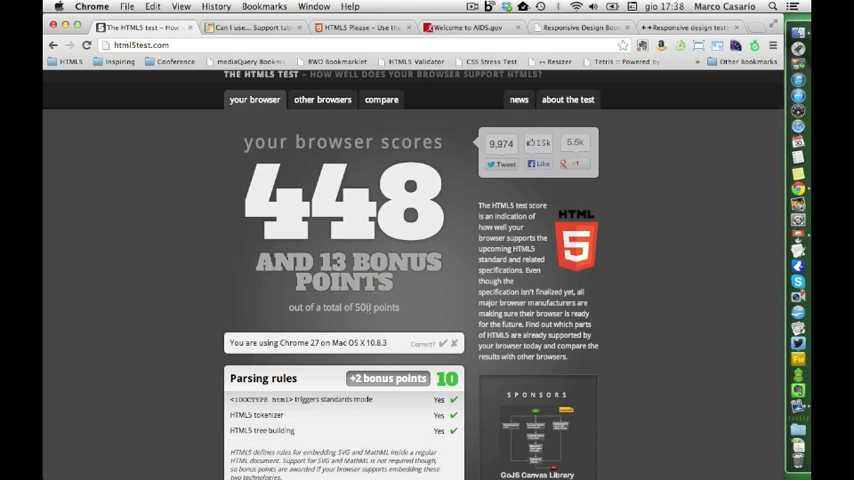 Chrome File Edit View History Bookmarks Window Help gio 17:38 Marco Casario
The HTML5 test – How Can I use... Support tab HTML5 Please - Use the Welcome to AIDS.gov Responsive Design Boo Responsive design test
html5test.com
HTML5 Inspiring Conference mediaQuery Bookmar RWD Bookmarklet HTML5 Validator CSS Stress Test Resizer Tetris :: Powered by » Other Bookmarks
THE HTML5 TEST – HOW WELL DOES YOUR BROWSER SUPPORT HTML5?
your browser other browsers compare news about the test
your browser scores
448
AND 13 BONUS
POINTS
out of a total of 500 points
You are using Chrome 27 on Mac OS X 10.8.3 Correct? ✔ ✘
Parsing rules +2 bonus points 10
<!DOCTYPE html> triggers standards mode Yes ✔
HTML5 tokenizer Yes ✔
HTML5 tree building Yes ✔
HTML5 defines rules for embedding SVG and MathML inside a regular
HTML document. Support for SVG and MathML is not required though,
so bonus points are awarded if your browser supports embedding these
two technologies.
9,974 15k 5.5k
Tweet Like +1
The HTML5 test score
is an indication of
how well your
browser supports the
upcoming HTML5
standard and related
specifications. Even
though the
specification isn't finalized yet, all
major browser manufacturers are
making sure their browser is ready
for the future. Find out which parts
of HTML5 are already supported by
your browser today and compare the
results with other browsers.
HTML
5
SPONSORS
GoJS Canvas Library